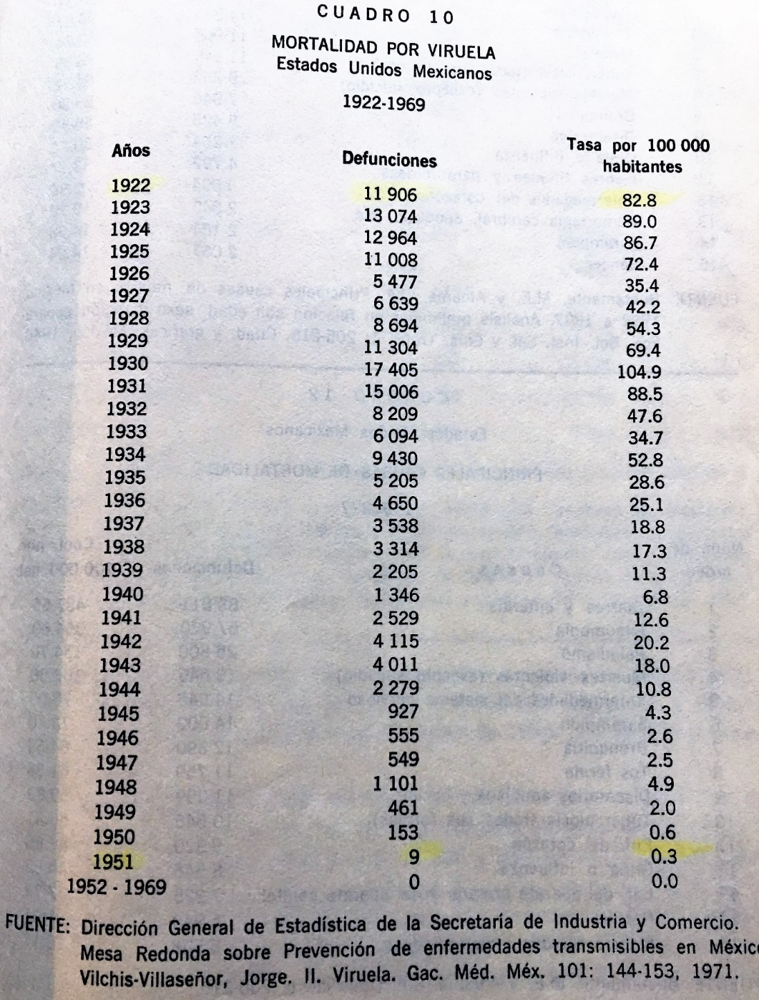 CUADRO 10
MORTALIDAD POR VIRUELA
Estados Unidos Mexicanos
1922-1969
Años Defunciones Tasa por 100 000 habitantes
1922 11 906 82.8
1923 13 074 89.0
1924 12 964 86.7
1925 11 008 72.4
1926 5 477 35.4
1927 6 639 42.2
1928 8 694 54.3
1929 11 304 69.4
1930 17 405 104.9
1931 15 006 88.5
1932 8 209 47.6
1933 6 094 34.7
1934 9 430 52.8
1935 5 205 28.6
1936 4 650 25.1
1937 3 538 18.8
1938 3 314 17.3
1939 2 205 11.3
1940 1 346 6.8
1941 2 529 12.6
1942 4 115 20.2
1943 4 011 18.0
1944 2 279 10.8
1945 927 4.3
1946 555 2.6
1947 549 2.5
1948 1 101 4.9
1949 461 2.0
1950 153 0.6
1951 9 0.3
1952 - 1969 0 0.0
FUENTE: Dirección General de Estadística de la Secretaría de Industria y Comercio.
Mesa Redonda sobre Prevención de enfermedades transmisibles en Méxic
Vilchis-Villaseñor, Jorge. II. Viruela. Gac. Méd. Méx. 101: 144-153, 1971.